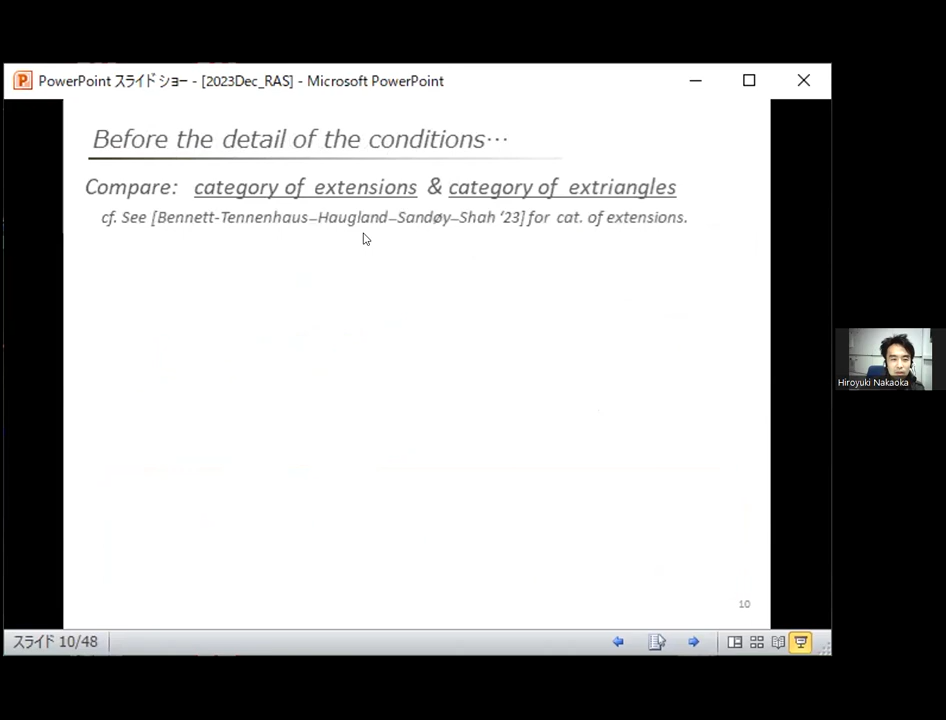 PowerPoint スライド ショー - [2023Dec_RAS] - Microsoft PowerPoint
Before the detail of the conditions…
Compare: category of extensions & category of extriangles
cf. See [Bennett-Tennenhaus–Haugland–Sandøy–Shah ‘23] for cat. of extensions.
Hiroyuki Nakaoka
10
スライド 10/48